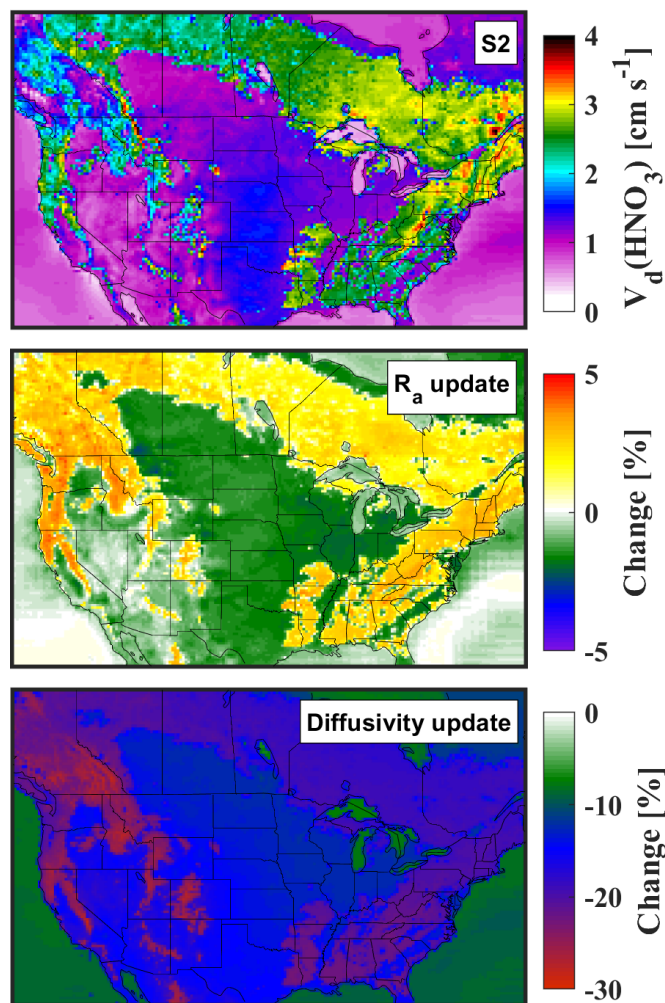 S2
4
3
2
1
0
V_d(HNO_3) [cm s^-1]
R_a update
5
0
-5
Change [%]
Diffusivity update
0
-10
-20
-30
Change [%]